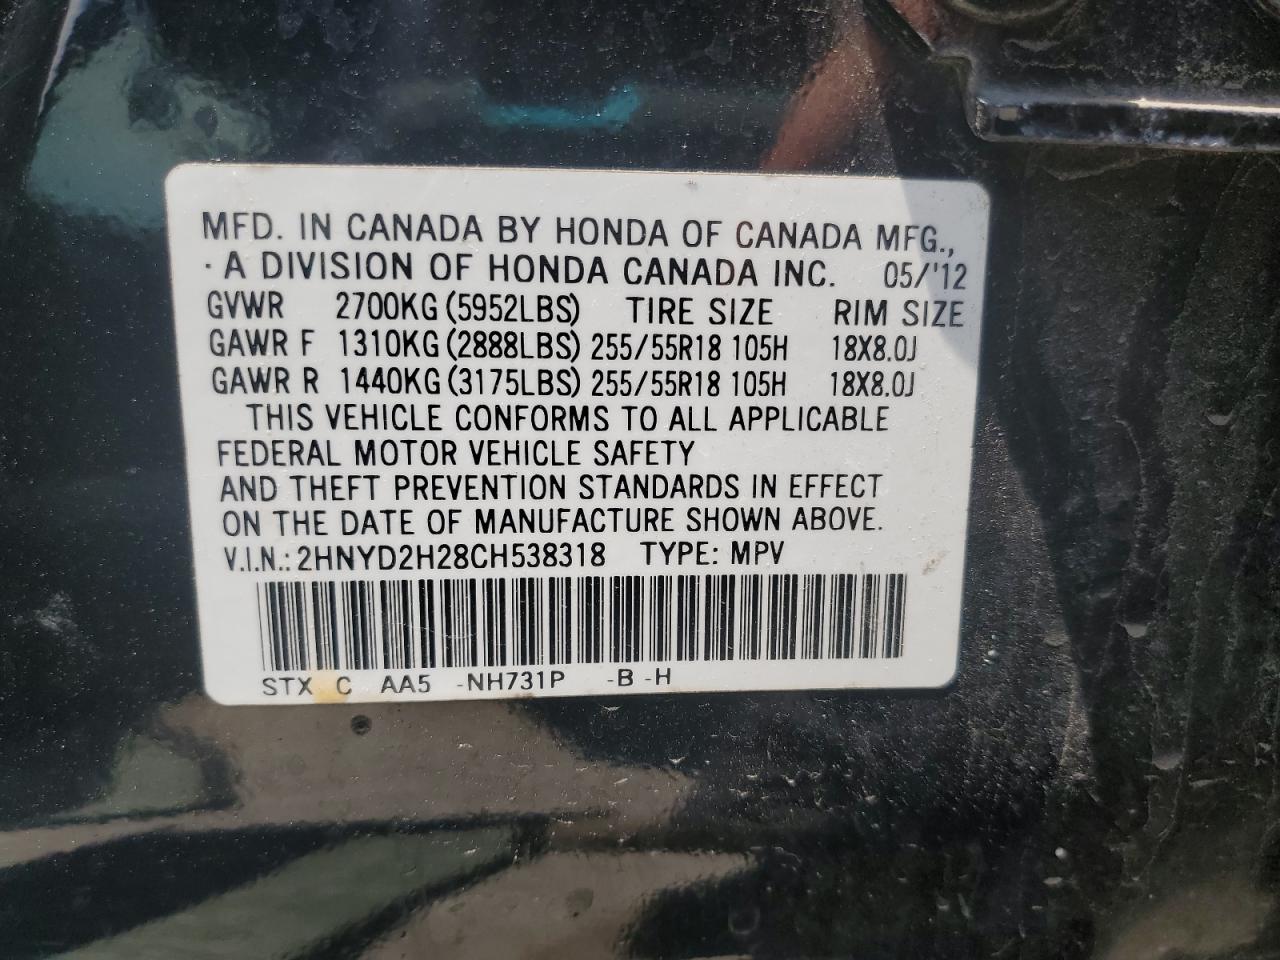 MFD. IN CANADA BY HONDA OF CANADA MFG.,
· A DIVISION OF HONDA CANADA INC. 05/'12
GVWR 2700KG (5952LBS) TIRE SIZE RIM SIZE
GAWR F 1310KG (2888LBS) 255/55R18 105H 18X8.0J
GAWR R 1440KG (3175LBS) 255/55R18 105H 18X8.0J
THIS VEHICLE CONFORMS TO ALL APPLICABLE
FEDERAL MOTOR VEHICLE SAFETY
AND THEFT PREVENTION STANDARDS IN EFFECT
ON THE DATE OF MANUFACTURE SHOWN ABOVE.
V.I.N.: 2HNYD2H28CH538318 TYPE: MPV
STX C AA5 -NH731P -B -H